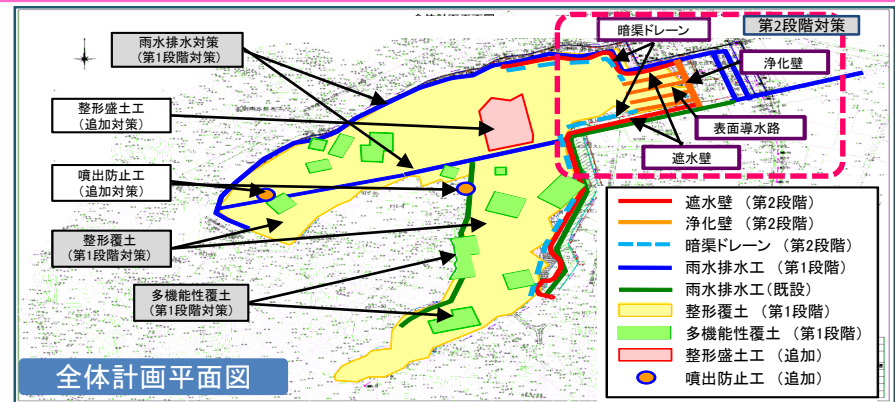 全体計画平面図
第2段階対策
暗渠ドレーン
浄化壁
表面導水路
遮水壁
雨水排水対策
(第1段階対策)
整形盛土工
(追加対策)
噴出防止工
(追加対策)
整形覆土
(第1段階対策)
多機能性覆土
(第1段階対策)
遮水壁 (第2段階)
浄化壁 (第2段階)
暗渠ドレーン (第2段階)
雨水排水工 (第1段階)
雨水排水工(既設)
整形覆土 (第1段階)
多機能性覆土 (第1段階)
整形盛土工 (追加)
噴出防止工 (追加)
全体計画平面図